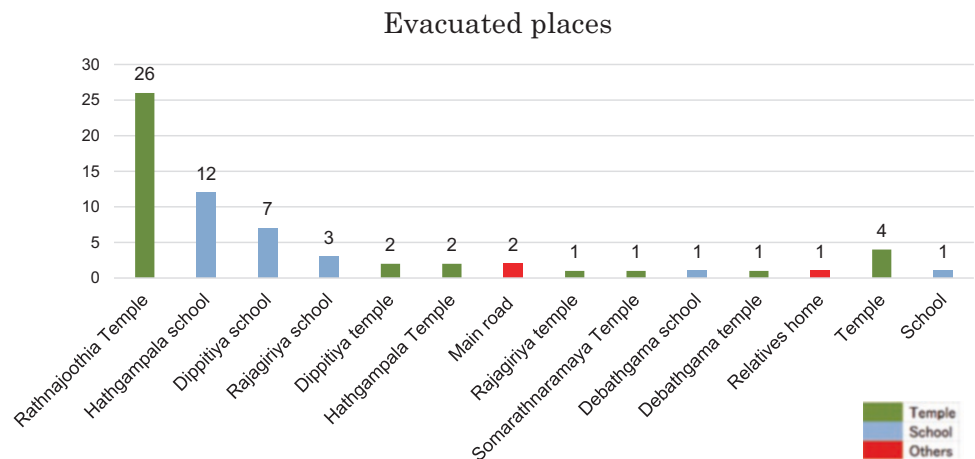 Evacuated places
30
25
20
15
10
5
0
26
12
7
3
2
2
2
1
1
1
1
1
4
1
Rathnajoothia Temple
Hathgampala school
Dippitiya school
Rajagiriya school
Dippitiya temple
Hathgampala Temple
Main road
Rajagiriya temple
Somarathnaramaya Temple
Debathgama school
Debathgama temple
Relatives home
Temple
School
Temple
School
Others